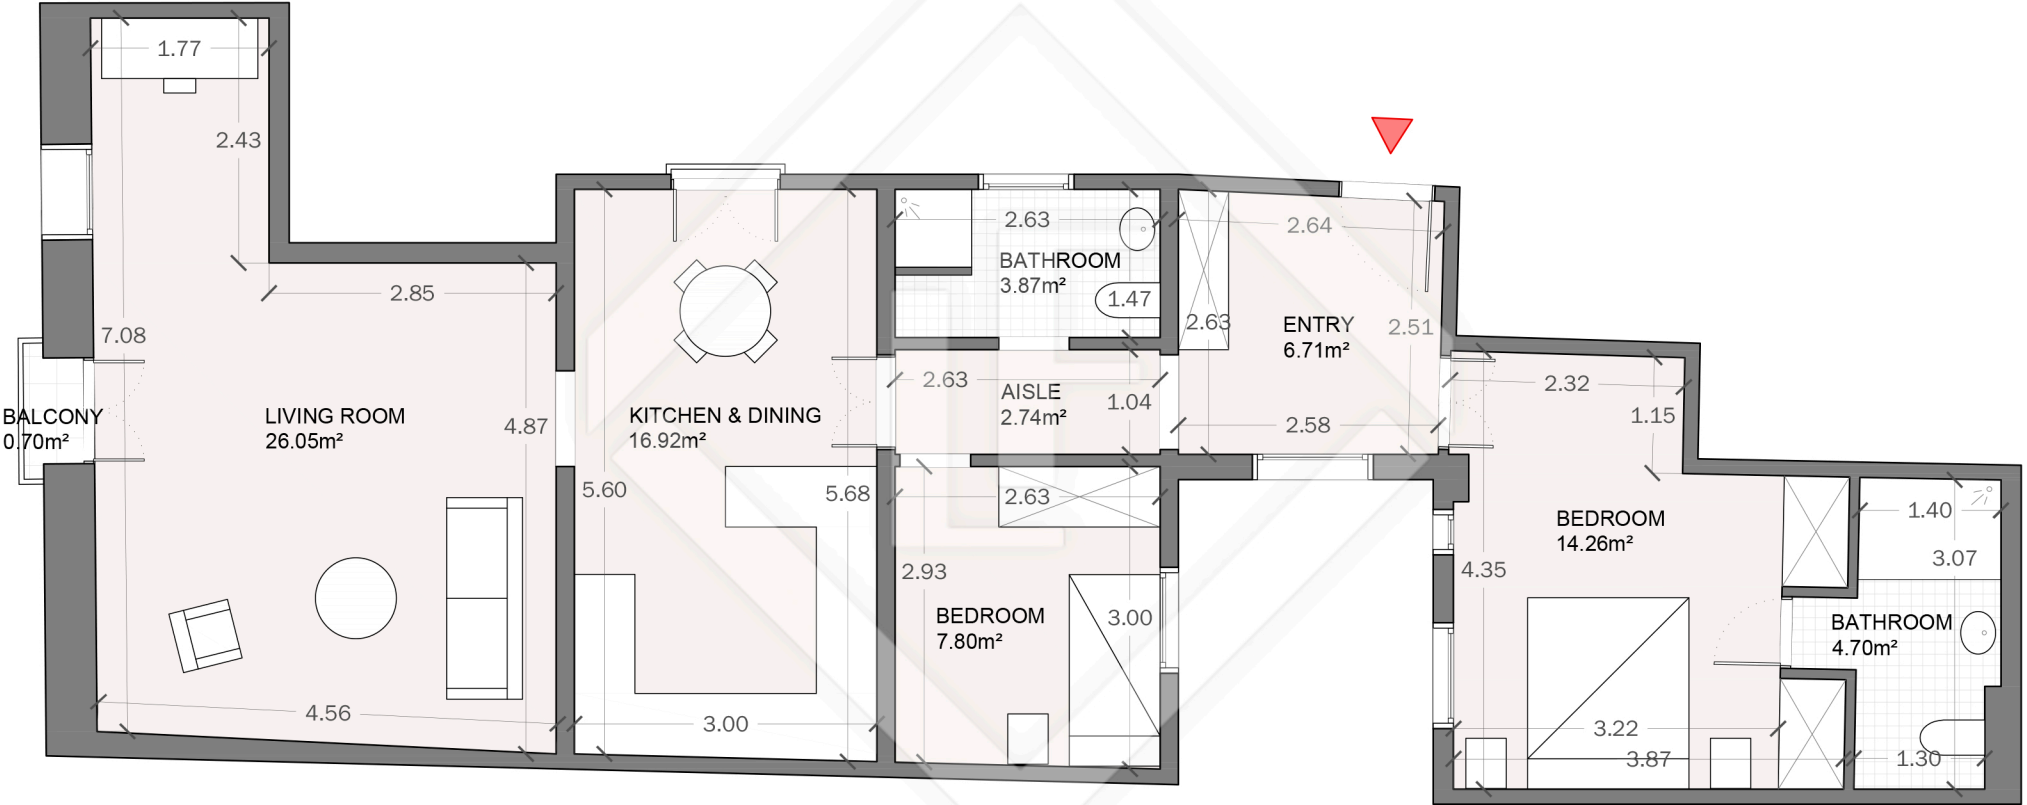 1.77
2.43
2.85
7.08
4.87
BALCONY
0.70m²
LIVING ROOM
26.05m²
4.56
KITCHEN & DINING
16.92m²
5.60
5.68
3.00
2.63
BATHROOM
3.87m²
1.47
2.63
AISLE
2.74m²
1.04
2.63
2.93
BEDROOM
7.80m²
3.00
2.64
2.63
ENTRY
6.71m²
2.51
2.58
2.32
1.15
BEDROOM
14.26m²
4.35
3.22
3.87
1.40
3.07
BATHROOM
4.70m²
1.30